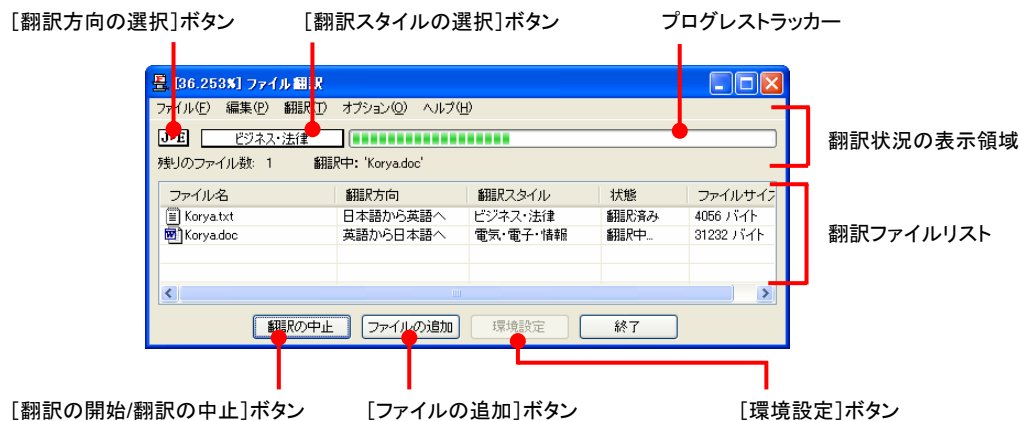 [翻訳方向の選択]ボタン
[翻訳スタイルの選択]ボタン
プログレストラッカー
[36.253%] ファイル翻訳
ファイル(F) 編集(P) 翻訳(T) オプション(O) ヘルプ(H)
J▸E ビジネス・法律
翻訳状況の表示領域
残りのファイル数: 1 翻訳中: 'Korya.doc'
ファイル名 翻訳方向 翻訳スタイル 状態 ファイルサイズ
Korya.txt 日本語から英語へ ビジネス・法律 翻訳済み 4056 バイト
Korya.doc 英語から日本語へ 電気・電子・情報 翻訳中... 31232 バイト
翻訳ファイルリスト
翻訳の中止 ファイルの追加 環境設定 終了
[翻訳の開始/翻訳の中止]ボタン
[ファイルの追加]ボタン
[環境設定]ボタン